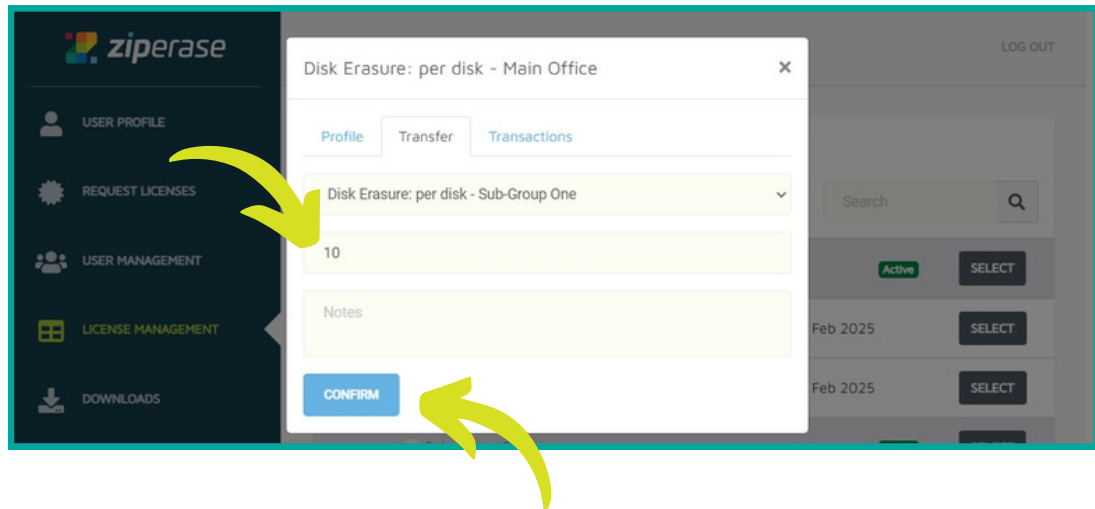 ziperase
LOG OUT
USER PROFILE
REQUEST LICENSES
USER MANAGEMENT
LICENSE MANAGEMENT
DOWNLOADS
Disk Erasure: per disk - Main Office ×
Profile Transfer Transactions
Disk Erasure: per disk - Sub-Group One
10
Notes
CONFIRM
Search
Active SELECT
Feb 2025 SELECT
Feb 2025 SELECT